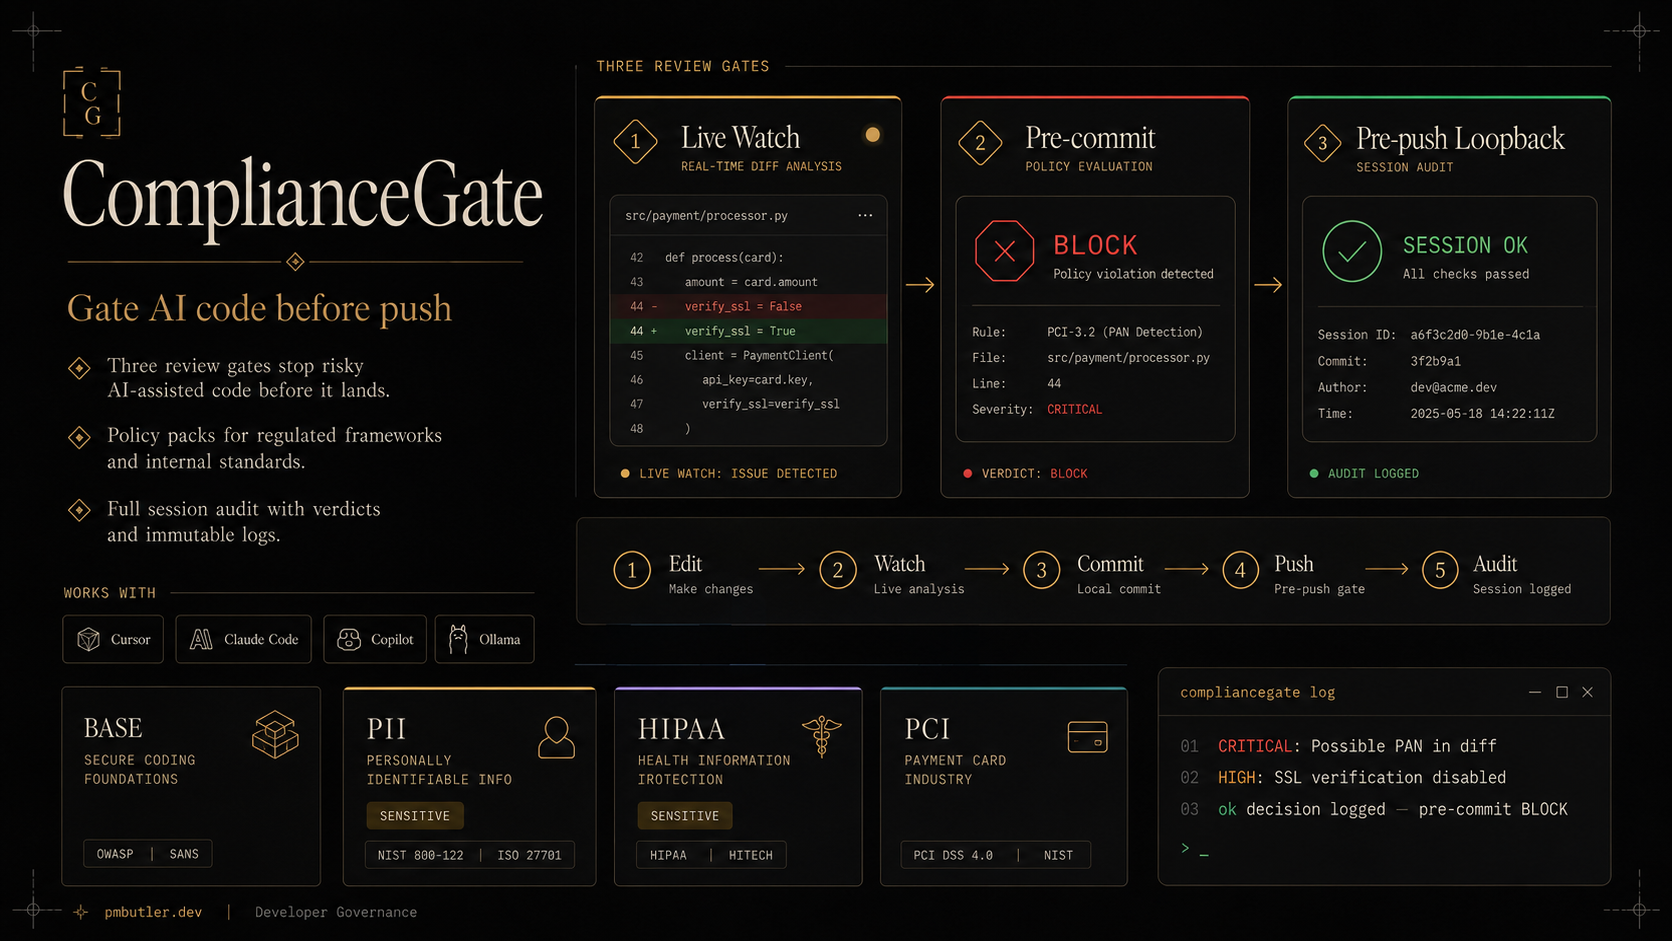 C
G
ComplianceGate
Gate AI code before push
Three review gates stop risky
AI-assisted code before it lands.
Policy packs for regulated frameworks
and internal standards.
Full session audit with verdicts
and immutable logs.
WORKS WITH
Cursor
Claude Code
Copilot
Ollama
THREE REVIEW GATES
1
Live Watch
REAL-TIME DIFF ANALYSIS
src/payment/processor.py
...
42 def process(card):
43 amount = card.amount
44 - verify_ssl = False
44 + verify_ssl = True
45 client = PaymentClient(
46 api_key=card.key,
47 verify_ssl=verify_ssl
48 )
LIVE WATCH: ISSUE DETECTED
2
Pre-commit
POLICY EVALUATION
BLOCK
Policy violation detected
Rule: PCI-3.2 (PAN Detection)
File: src/payment/processor.py
Line: 44
Severity: CRITICAL
VERDICT: BLOCK
3
Pre-push Loopback
SESSION AUDIT
SESSION OK
All checks passed
Session ID: a6f3c2d0-9b1e-4c1a
Commit: 3f2b9a1
Author: dev@acme.dev
Time: 2025-05-18 14:22:11Z
AUDIT LOGGED
1 Edit
Make changes
2 Watch
Live analysis
3 Commit
Local commit
4 Push
Pre-push gate
5 Audit
Session logged
BASE
SECURE CODING
FOUNDATIONS
OWASP | SANS
PII
PERSONALLY
IDENTIFIABLE INFO
SENSITIVE
NIST 800-122 | ISO 27701
HIPAA
HEALTH INFORMATION
IROTECTION
SENSITIVE
HIPAA | HITECH
PCI
PAYMENT CARD
INDUSTRY
PCI DSS 4.0 | NIST
compliancegate log
01 CRITICAL: Possible PAN in diff
02 HIGH: SSL verification disabled
03 ok decision logged — pre-commit BLOCK
> _
pmbutler.dev | Developer Governance